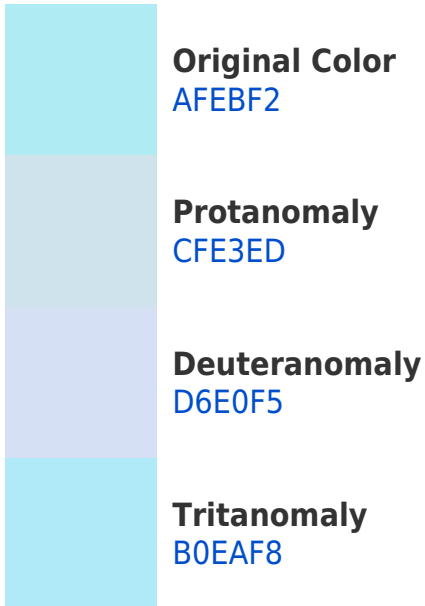 Original Color
AFEBF2
Protanomaly
CFE3ED
Deuteranomaly
D6E0F5
Tritanomaly
B0EAF8